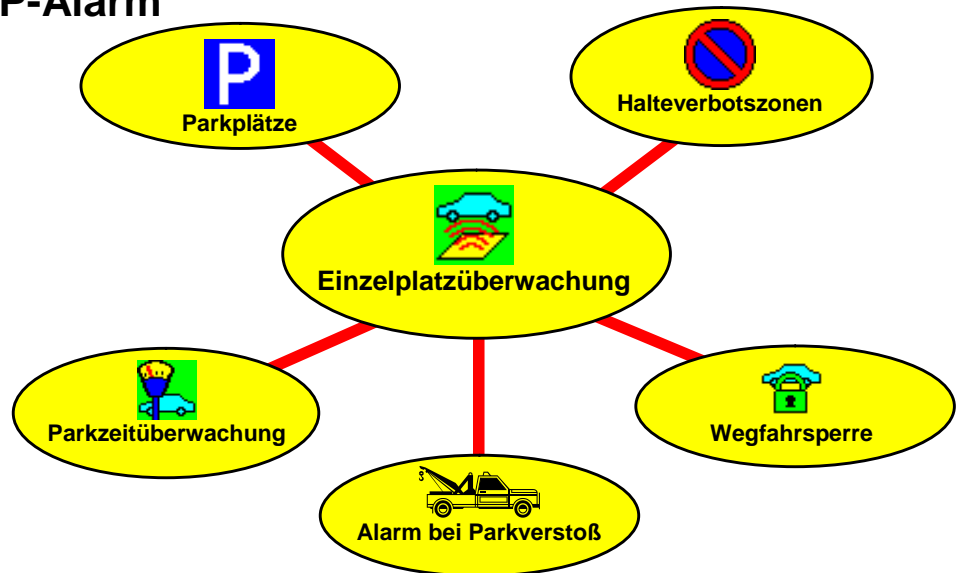 P-Alarm
P
Parkplätze
Halteverbotszonen
Einzelplatzüberwachung
Parkzeitüberwachung
Wegfahrsperre
Alarm bei Parkverstoß